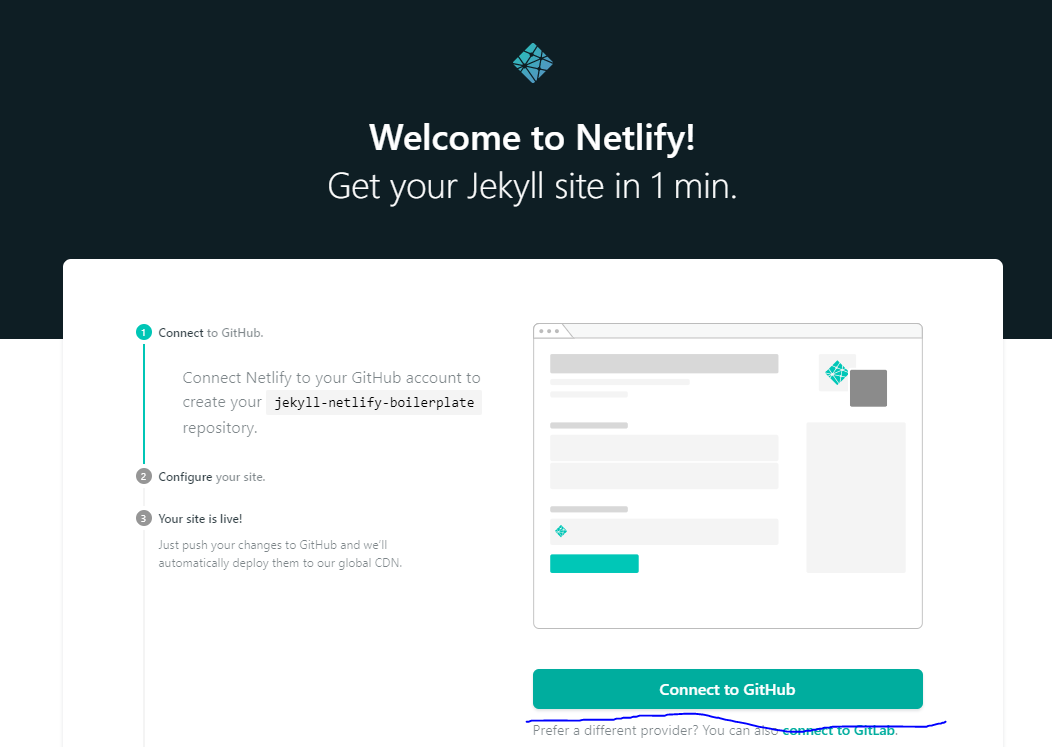 Welcome to Netlify!
Get your Jekyll site in 1 min.
1 Connect to GitHub.
Connect Netlify to your GitHub account to
create your jekyll-netlify-boilerplate
repository.
2 Configure your site.
3 Your site is live!
Just push your changes to GitHub and we'll
automatically deploy them to our global CDN.
Connect to GitHub
Prefer a different provider? You can also connect to GitLab.